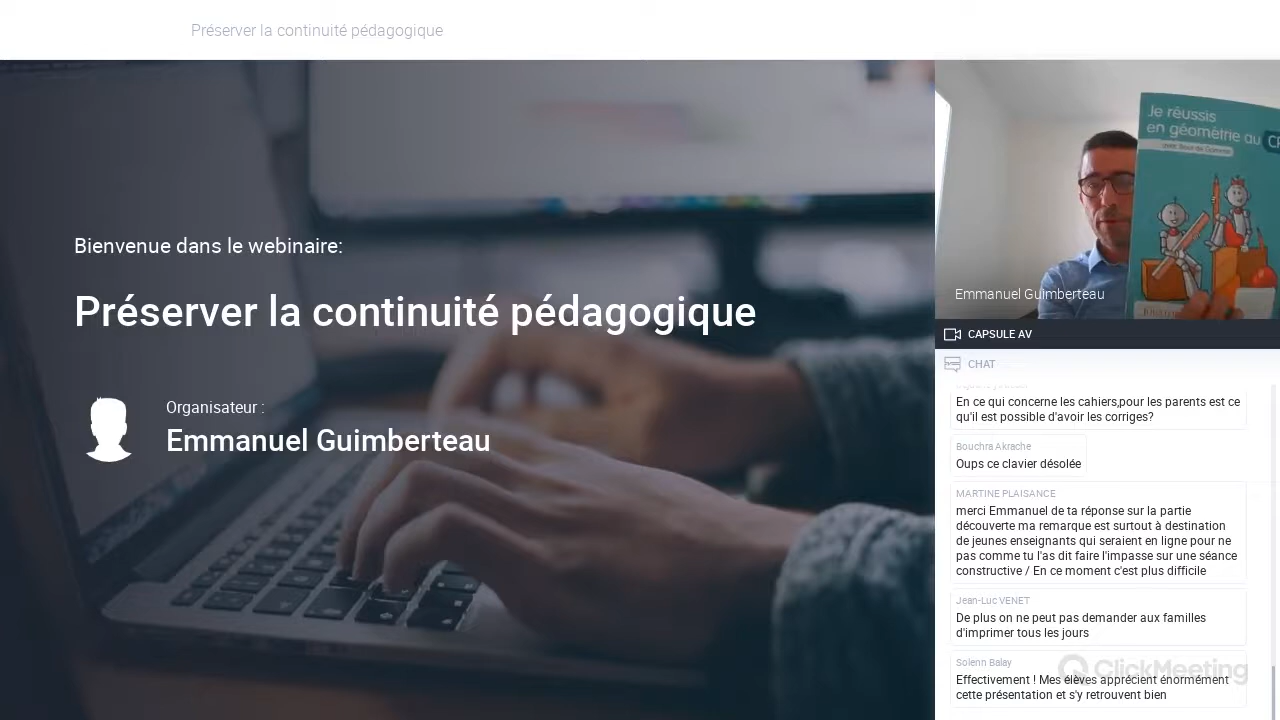 Préserver la continuité pédagogique
Bienvenue dans le webinaire:
Préserver la continuité pédagogique
Organisateur :
Emmanuel Guimberteau
Je réussis
en géométrie au CP
Emmanuel Guimberteau
CAPSULE AV
CHAT
En ce qui concerne les cahiers,pour les parents est ce
qu'il est possible d'avoir les corriges?
Bouchra Akrache
Oups ce clavier désolée
MARTINE PLAISANCE
merci Emmanuel de ta réponse sur la partie
découverte ma remarque est surtout à destination
de jeunes enseignants qui seraient en ligne pour ne
pas comme tu l'as dit faire l'impasse sur une séance
constructive / En ce moment c'est plus difficile
Jean-Luc VENET
De plus on ne peut pas demander aux familles
d'imprimer tous les jours
Solenn Balay
ClickMeeting
Effectivement ! Mes élèves apprécient énormément
cette présentation et s'y retrouvent bien